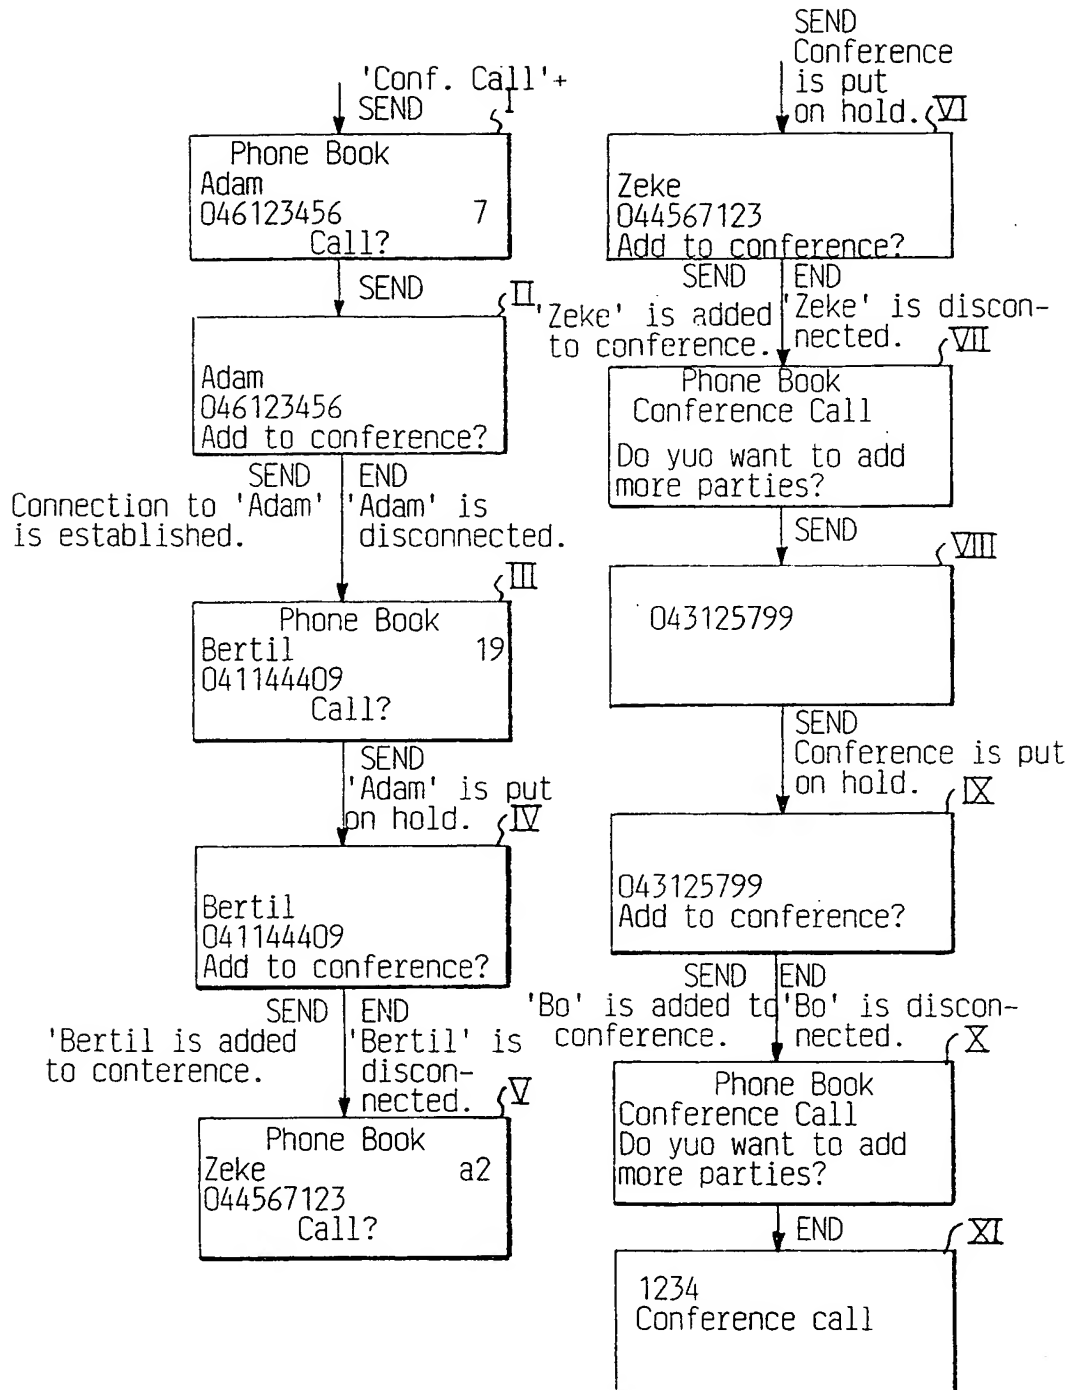 'Conf. Call'+
SEND
I
Phone Book
Adam
046123456 7
Call?
SEND
II
Adam
046123456
Add to conference?
SEND END
Connection to 'Adam' 'Adam' is
is established. disconnected.
III
Phone Book
Bertil 19
041144409
Call?
SEND
'Adam' is put
on hold.
IV
Bertil
041144409
Add to conference?
SEND END
'Bertil is added 'Bertil' is
to conterence. discon-
nected.
V
Phone Book
Zeke a2
044567123
Call?
SEND
Conference
is put
on hold.
VI
Zeke
044567123
Add to conference?
SEND END
'Zeke' is added 'Zeke' is discon-
to conference. nected.
VII
Phone Book
Conference Call
Do yuo want to add
more parties?
SEND
VIII
043125799
SEND
Conference is put
on hold.
IX
043125799
Add to conference?
SEND END
'Bo' is added to 'Bo' is discon-
conference. nected.
X
Phone Book
Conference Call
Do yuo want to add
more parties?
END
XI
1234
Conference call